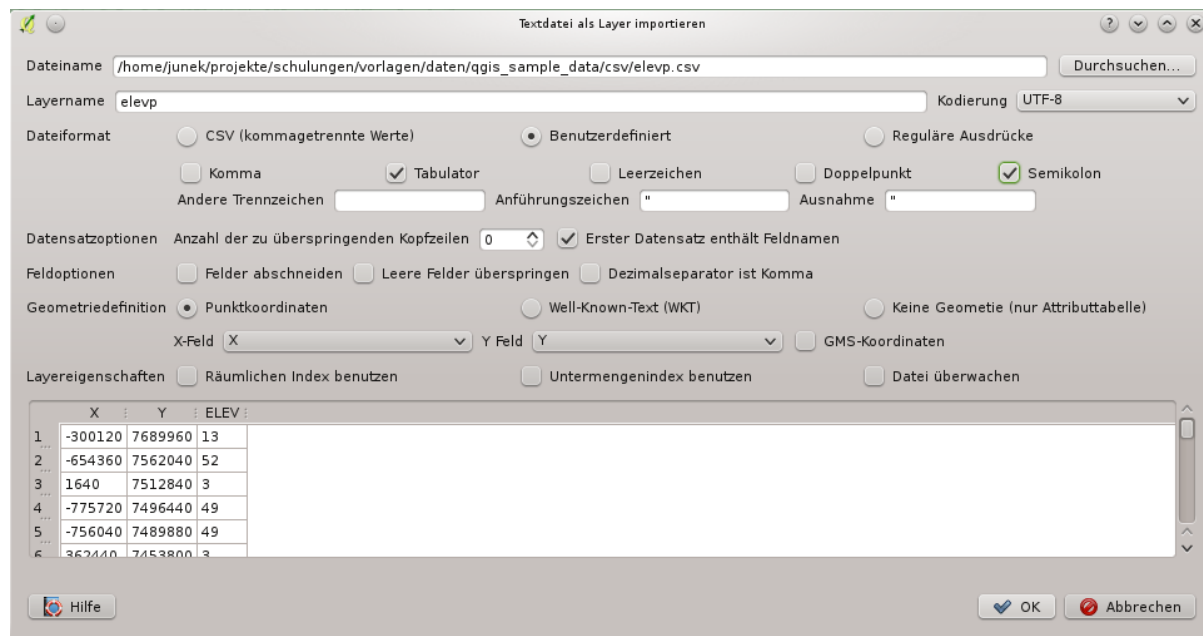 Textdatei als Layer importieren
Dateiname /home/junek/projekte/schulungen/vorlagen/daten/qgis_sample_data/csv/elevp.csv Durchsuchen...
Layername elevp Kodierung UTF-8
Dateiformat CSV (kommagetrennte Werte) Benutzerdefiniert Reguläre Ausdrücke
Komma Tabulator Leerzeichen Doppelpunkt Semikolon
Andere Trennzeichen Anführungszeichen " Ausnahme "
Datensatzoptionen Anzahl der zu überspringenden Kopfzeilen 0 Erster Datensatz enthält Feldnamen
Feldoptionen Felder abschneiden Leere Felder überspringen Dezimalseparator ist Komma
Geometriedefinition Punktkoordinaten Well-Known-Text (WKT) Keine Geometie (nur Attributtabelle)
X-Feld X Y Feld Y GMS-Koordinaten
Layereigenschaften Räumlichen Index benutzen Untermengenindex benutzen Datei überwachen
X Y ELEV
1 -300120 7689960 13
2 -654360 7562040 52
3 1640 7512840 3
4 -775720 7496440 49
5 -756040 7489880 49
6 362440 7453800 3
Hilfe OK Abbrechen